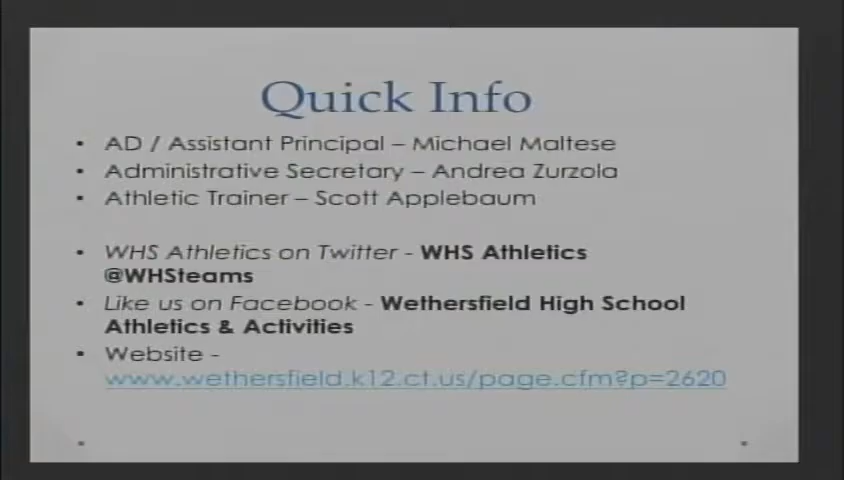 Quick Info
• AD / Assistant Principal – Michael Maltese
• Administrative Secretary – Andrea Zurzola
• Athletic Trainer – Scott Applebaum
• WHS Athletics on Twitter - WHS Athletics
@WHSteams
• Like us on Facebook - Wethersfield High School
Athletics & Activities
• Website -
www.wethersfield.k12.ct.us/page.cfm?p=2620